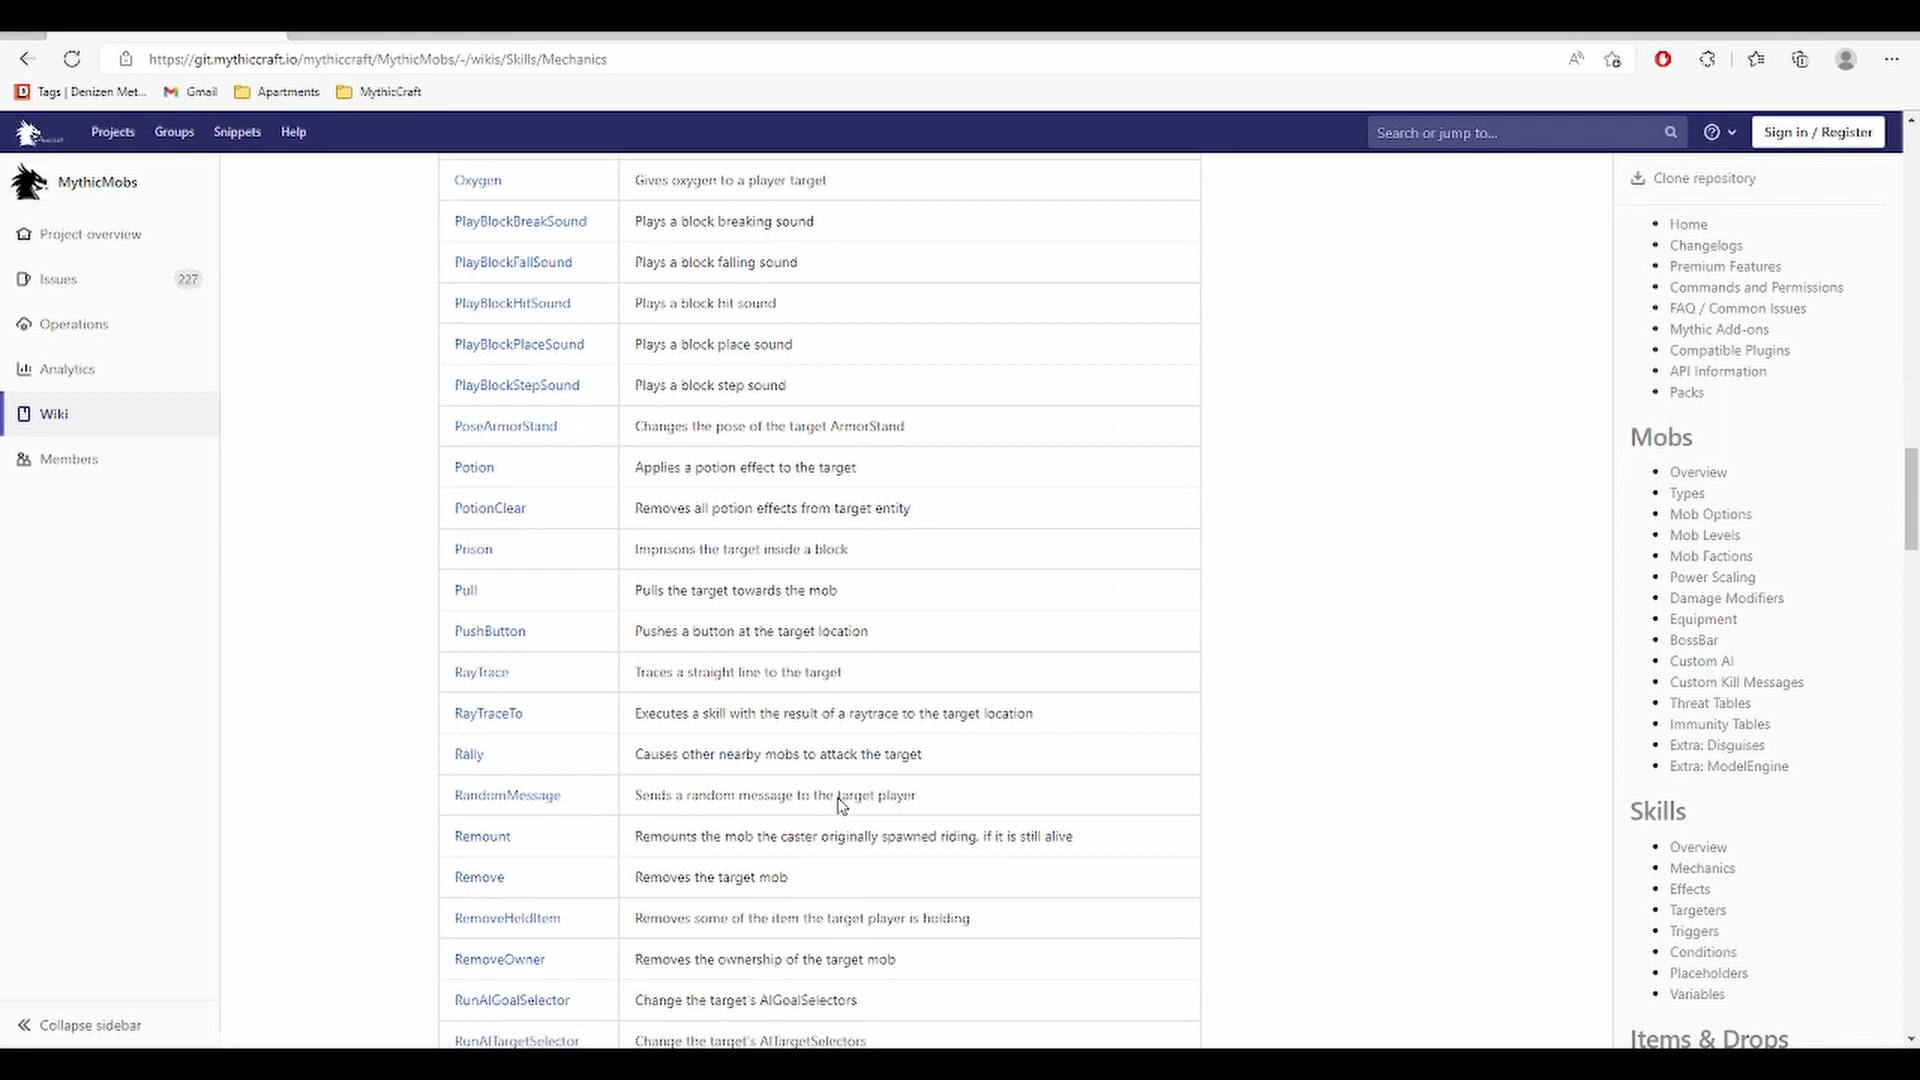 https://git.mythiccraft.io/mythiccraft/MythicMobs/-/wikis/Skills/Mechanics
Tags | Denizen Met... Gmail Apartments MythicCraft
Projects Groups Snippets Help Search or jump to... Sign in / Register
MythicMobs
Project overview
Issues 227
Operations
Analytics
Wiki
Members
Collapse sidebar
Oxygen Gives oxygen to a player target
PlayBlockBreakSound Plays a block breaking sound
PlayBlockFallSound Plays a block falling sound
PlayBlockHitSound Plays a block hit sound
PlayBlockPlaceSound Plays a block place sound
PlayBlockStepSound Plays a block step sound
PoseArmorStand Changes the pose of the target ArmorStand
Potion Applies a potion effect to the target
PotionClear Removes all potion effects from target entity
Prison Imprisons the target inside a block
Pull Pulls the target towards the mob
PushButton Pushes a button at the target location
RayTrace Traces a straight line to the target
RayTraceTo Executes a skill with the result of a raytrace to the target location
Rally Causes other nearby mobs to attack the target
RandomMessage Sends a random message to the target player
Remount Remounts the mob the caster originally spawned riding, if it is still alive
Remove Removes the target mob
RemoveHeldItem Removes some of the item the target player is holding
RemoveOwner Removes the ownership of the target mob
RunAIGoalSelector Change the target's AIGoalSelectors
RunAITargetSelector Change the target's AITargetSelectors
Clone repository
Home
Changelogs
Premium Features
Commands and Permissions
FAQ / Common Issues
Mythic Add-ons
Compatible Plugins
API Information
Packs
Mobs
Overview
Types
Mob Options
Mob Levels
Mob Factions
Power Scaling
Damage Modifiers
Equipment
BossBar
Custom AI
Custom Kill Messages
Threat Tables
Immunity Tables
Extra: Disguises
Extra: ModelEngine
Skills
Overview
Mechanics
Effects
Targeters
Triggers
Conditions
Placeholders
Variables
Items & Drops